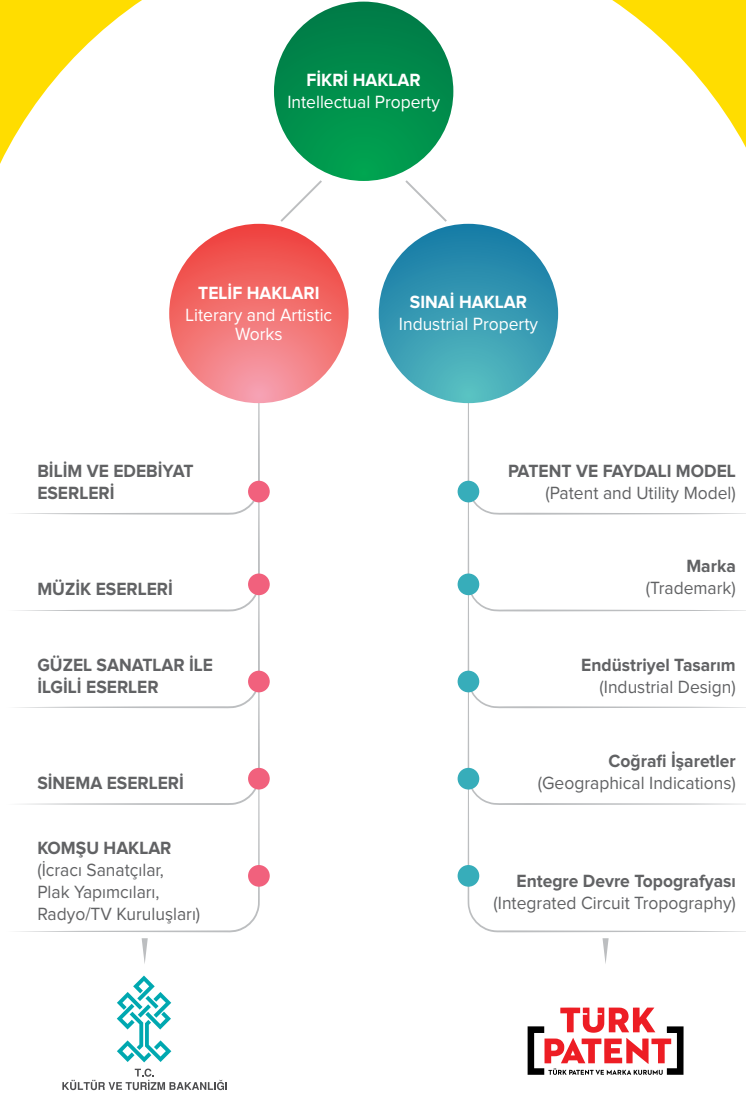 FİKRİ HAKLAR
Intellectual Property
TELİF HAKLARI
Literary and Artistic
Works
BİLİM VE EDEBİYAT
ESERLERİ
MÜZİK ESERLERİ
GÜZEL SANATLAR İLE
İLGİLİ ESERLER
SİNEMA ESERLERİ
KOMŞU HAKLAR
(İcracı Sanatçılar,
Plak Yapımcıları,
Radyo/TV Kuruluşları)
T.C.
KÜLTÜR VE TURİZM BAKANLIĞI
SINAİ HAKLAR
Industrial Property
PATENT VE FAYDALI MODEL
(Patent and Utility Model)
Marka
(Trademark)
Endüstriyel Tasarım
(Industrial Design)
Coğrafi İşaretler
(Geographical Indications)
Entegre Devre Topografyası
(Integrated Circuit Tropography)
TÜRK
PATENT
TÜRK PATENT VE MARKA KURUMU